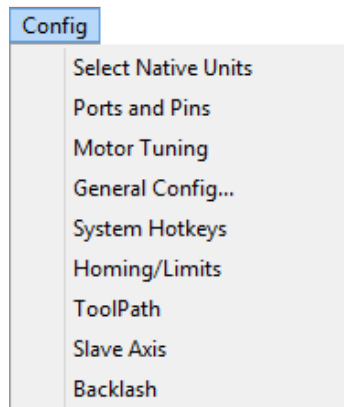 Config
Select Native Units
Ports and Pins
Motor Tuning
General Config...
System Hotkeys
Homing/Limits
ToolPath
Slave Axis
Backlash